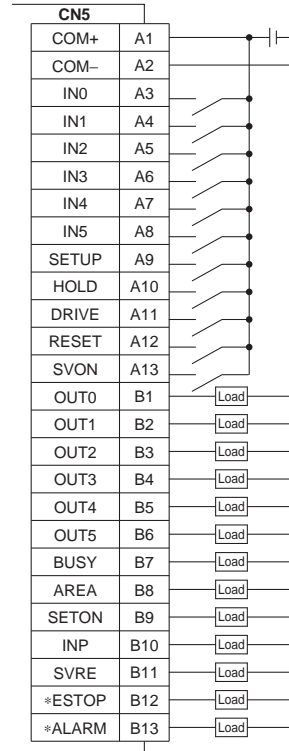 CN5
COM+ A1
COM− A2
IN0 A3
IN1 A4
IN2 A5
IN3 A6
IN4 A7
IN5 A8
SETUP A9
HOLD A10
DRIVE A11
RESET A12
SVON A13
OUT0 B1 Load
OUT1 B2 Load
OUT2 B3 Load
OUT3 B4 Load
OUT4 B5 Load
OUT5 B6 Load
BUSY B7 Load
AREA B8 Load
SETON B9 Load
INP B10 Load
SVRE B11 Load
*ESTOP B12 Load
*ALARM B13 Load